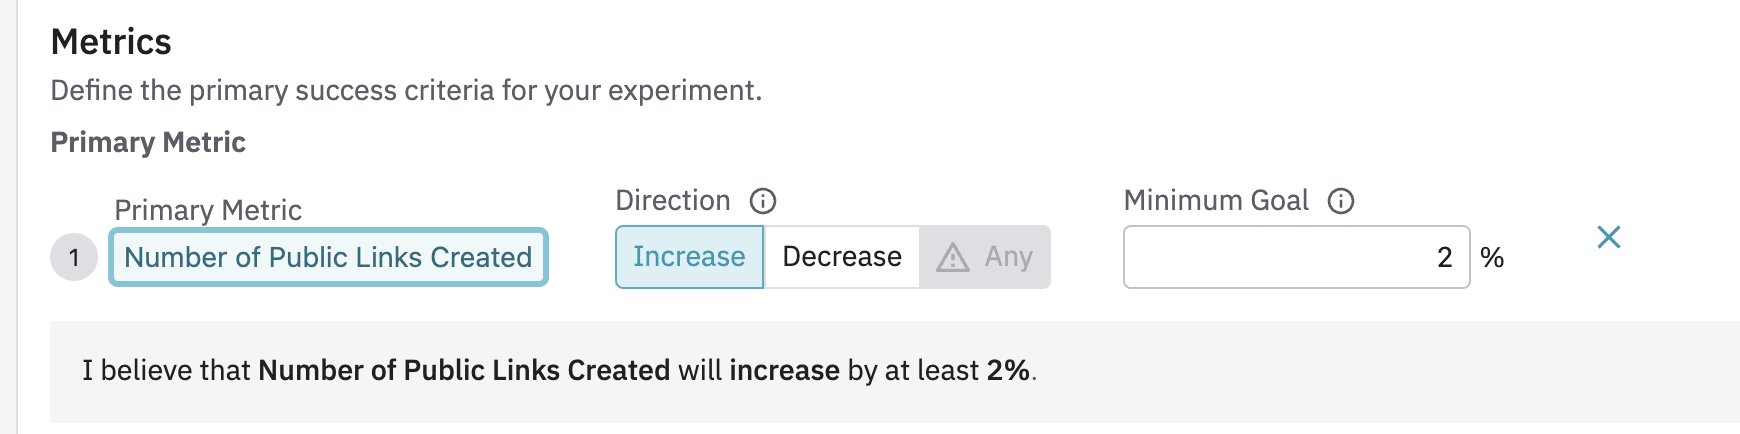 Metrics
Define the primary success criteria for your experiment.
Primary Metric
Primary Metric
Direction
Minimum Goal
1
Number of Public Links Created
Increase
Decrease
Any
2
%
I believe that Number of Public Links Created will increase by at least 2%.